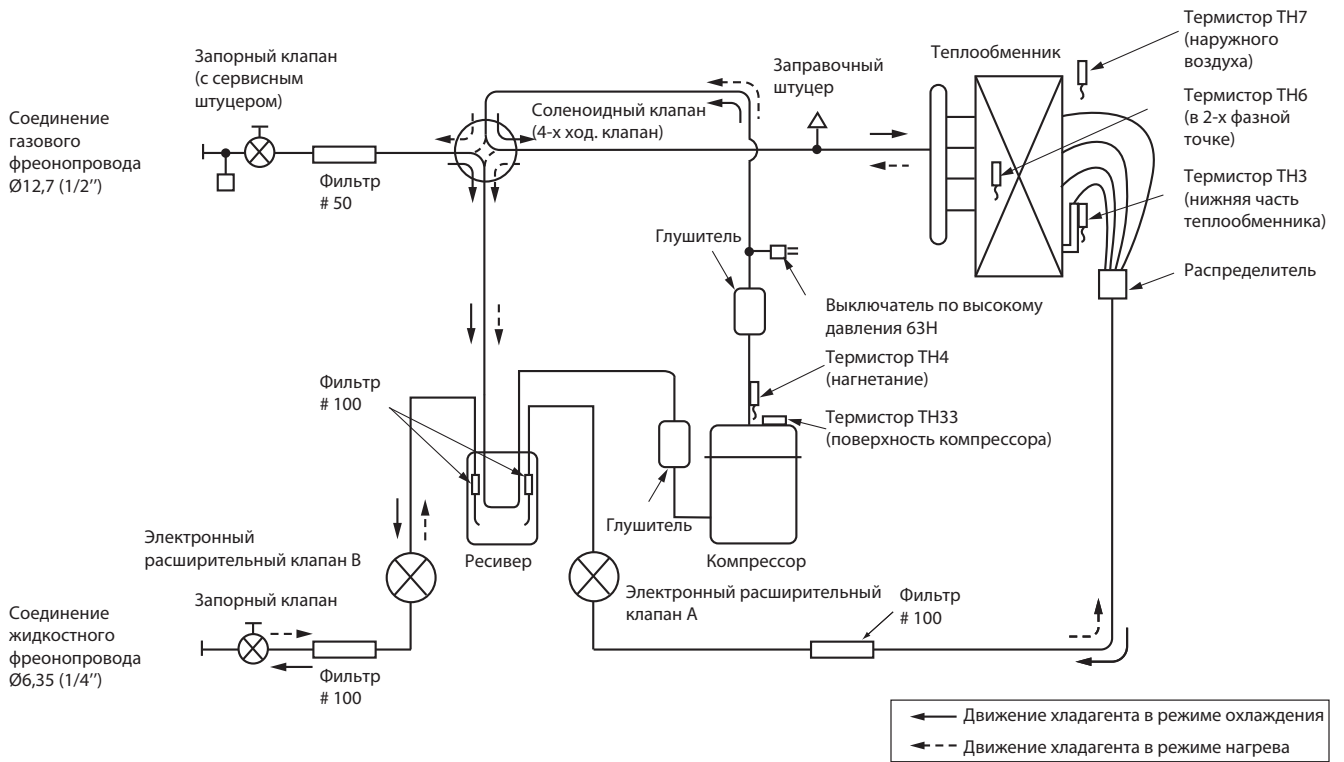 Термистор TH7
(наружного
воздуха)
Теплообменник
Запорный клапан
(с сервисным
штуцером)
Заправочный
штуцер
Термистор TH6
(в 2-х фазной
точке)
Соленоидный клапан
(4-х ход. клапан)
Соединение
газового
фреонопровода
Ø12,7 (1/2’’)
Фильтр
# 50
Термистор TH3
(нижняя часть
теплообменника)
Глушитель
Распределитель
Выключатель по высокому
давления 63H
Термистор TH4
(нагнетание)
Фильтр
# 100
Термистор TH33
(поверхность компрессора)
Глушитель
Электронный
расширительный клапан B
Ресивер
Компрессор
Электронный расширительный
клапан A
Запорный клапан
Фильтр
# 100
Соединение
жидкостного
фреонопровода
Ø6,35 (1/4’’)
Фильтр
# 100
Движение хладагента в режиме охлаждения
Движение хладагента в режиме нагрева